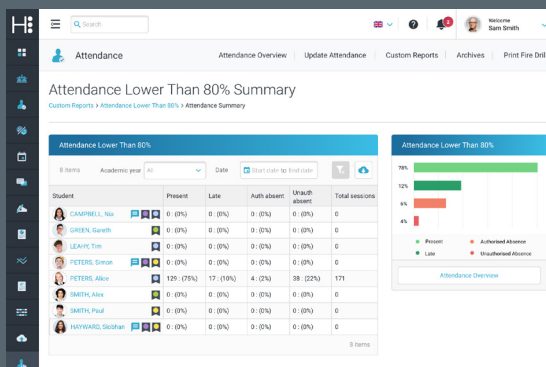 H:
Search
2
Welcome
Sam Smith
Attendance
Attendance Overview
Update Attendance
Custom Reports
Archives
Print Fire Dril
Attendance Lower Than 80% Summary
Custom Reports > Attendance Lower Than 80% > Attendance Summary
Attendance Lower Than 80%
8 items
Academic year
All
Date
Start date to End date
Student Present Late Auth absent Unauth absent Total sessions
CAMPBELL, Nia 0 : (0%) 0 : (0%) 0 : (0%) 0 : (0%) 0
GREEN, Gareth 0 : (0%) 0 : (0%) 0 : (0%) 0 : (0%) 0
LEAHY, Tim 0 : (0%) 0 : (0%) 0 : (0%) 0 : (0%) 0
PETERS, Simon 0 : (0%) 0 : (0%) 0 : (0%) 0 : (0%) 0
PETERS, Alice 129 : (75%) 17 : (10%) 4 : (2%) 38 : (22%) 171
SMITH, Alex 0 : (0%) 0 : (0%) 0 : (0%) 0 : (0%) 0
SMITH, Paul 0 : (0%) 0 : (0%) 0 : (0%) 0 : (0%) 0
HAYWARD, Siobhan 0 : (0%) 0 : (0%) 0 : (0%) 0 : (0%) 0
8 items
Attendance Lower Than 80%
78%
12%
6%
4%
Present
Authorised Absence
Late
Unauthorised Absence
Attendance Overview